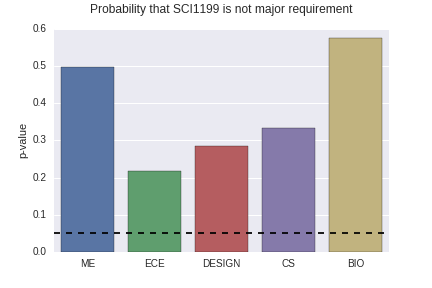 Probability that SCI1199 is not major requirement
0.6
0.5
0.4
0.3
0.2
0.1
0.0
p-value
ME ECE DESIGN CS BIO